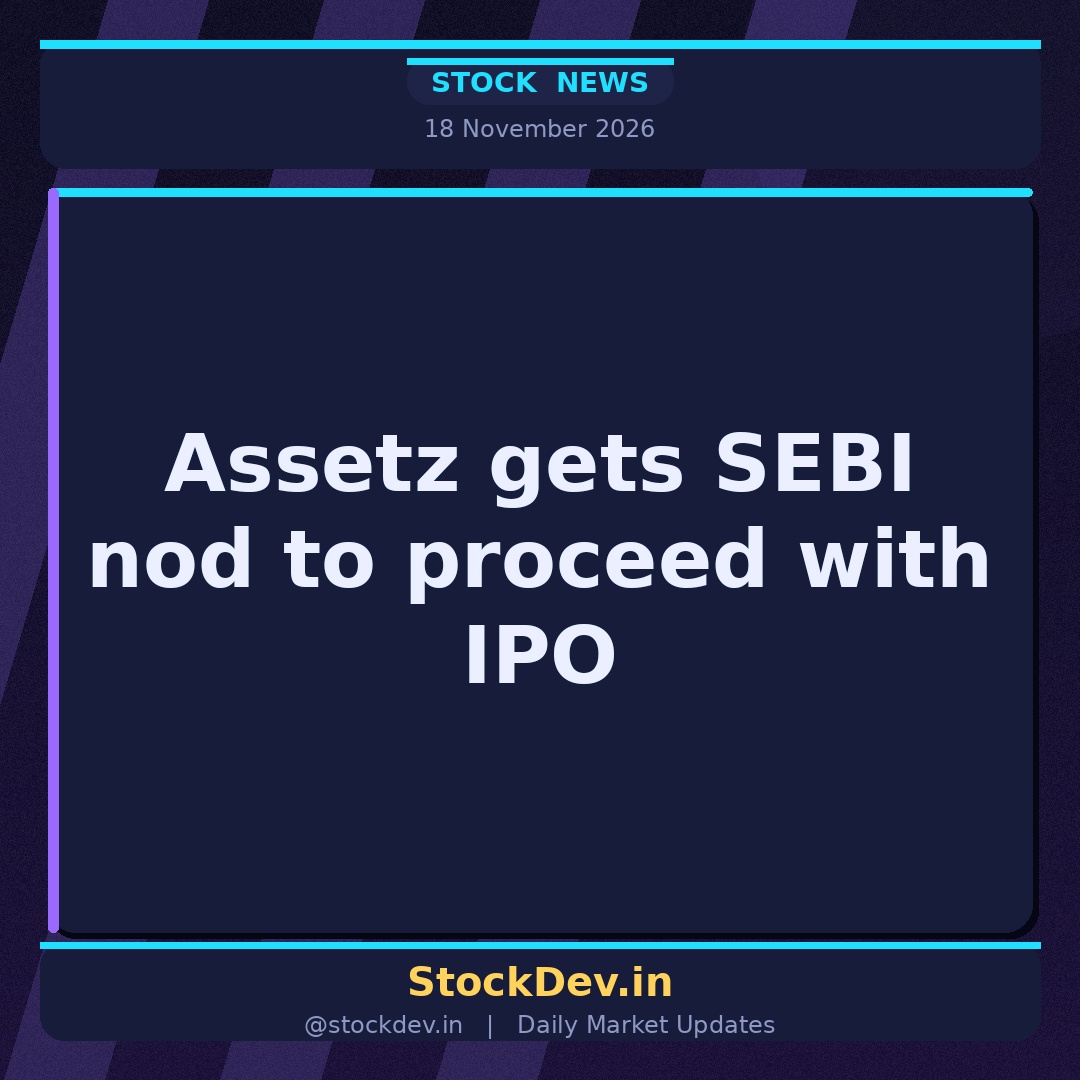 STOCK NEWS
18 November 2026
Assetz gets SEBI
nod to proceed with
IPO
StockDev.in
@stockdev.in | Daily Market Updates